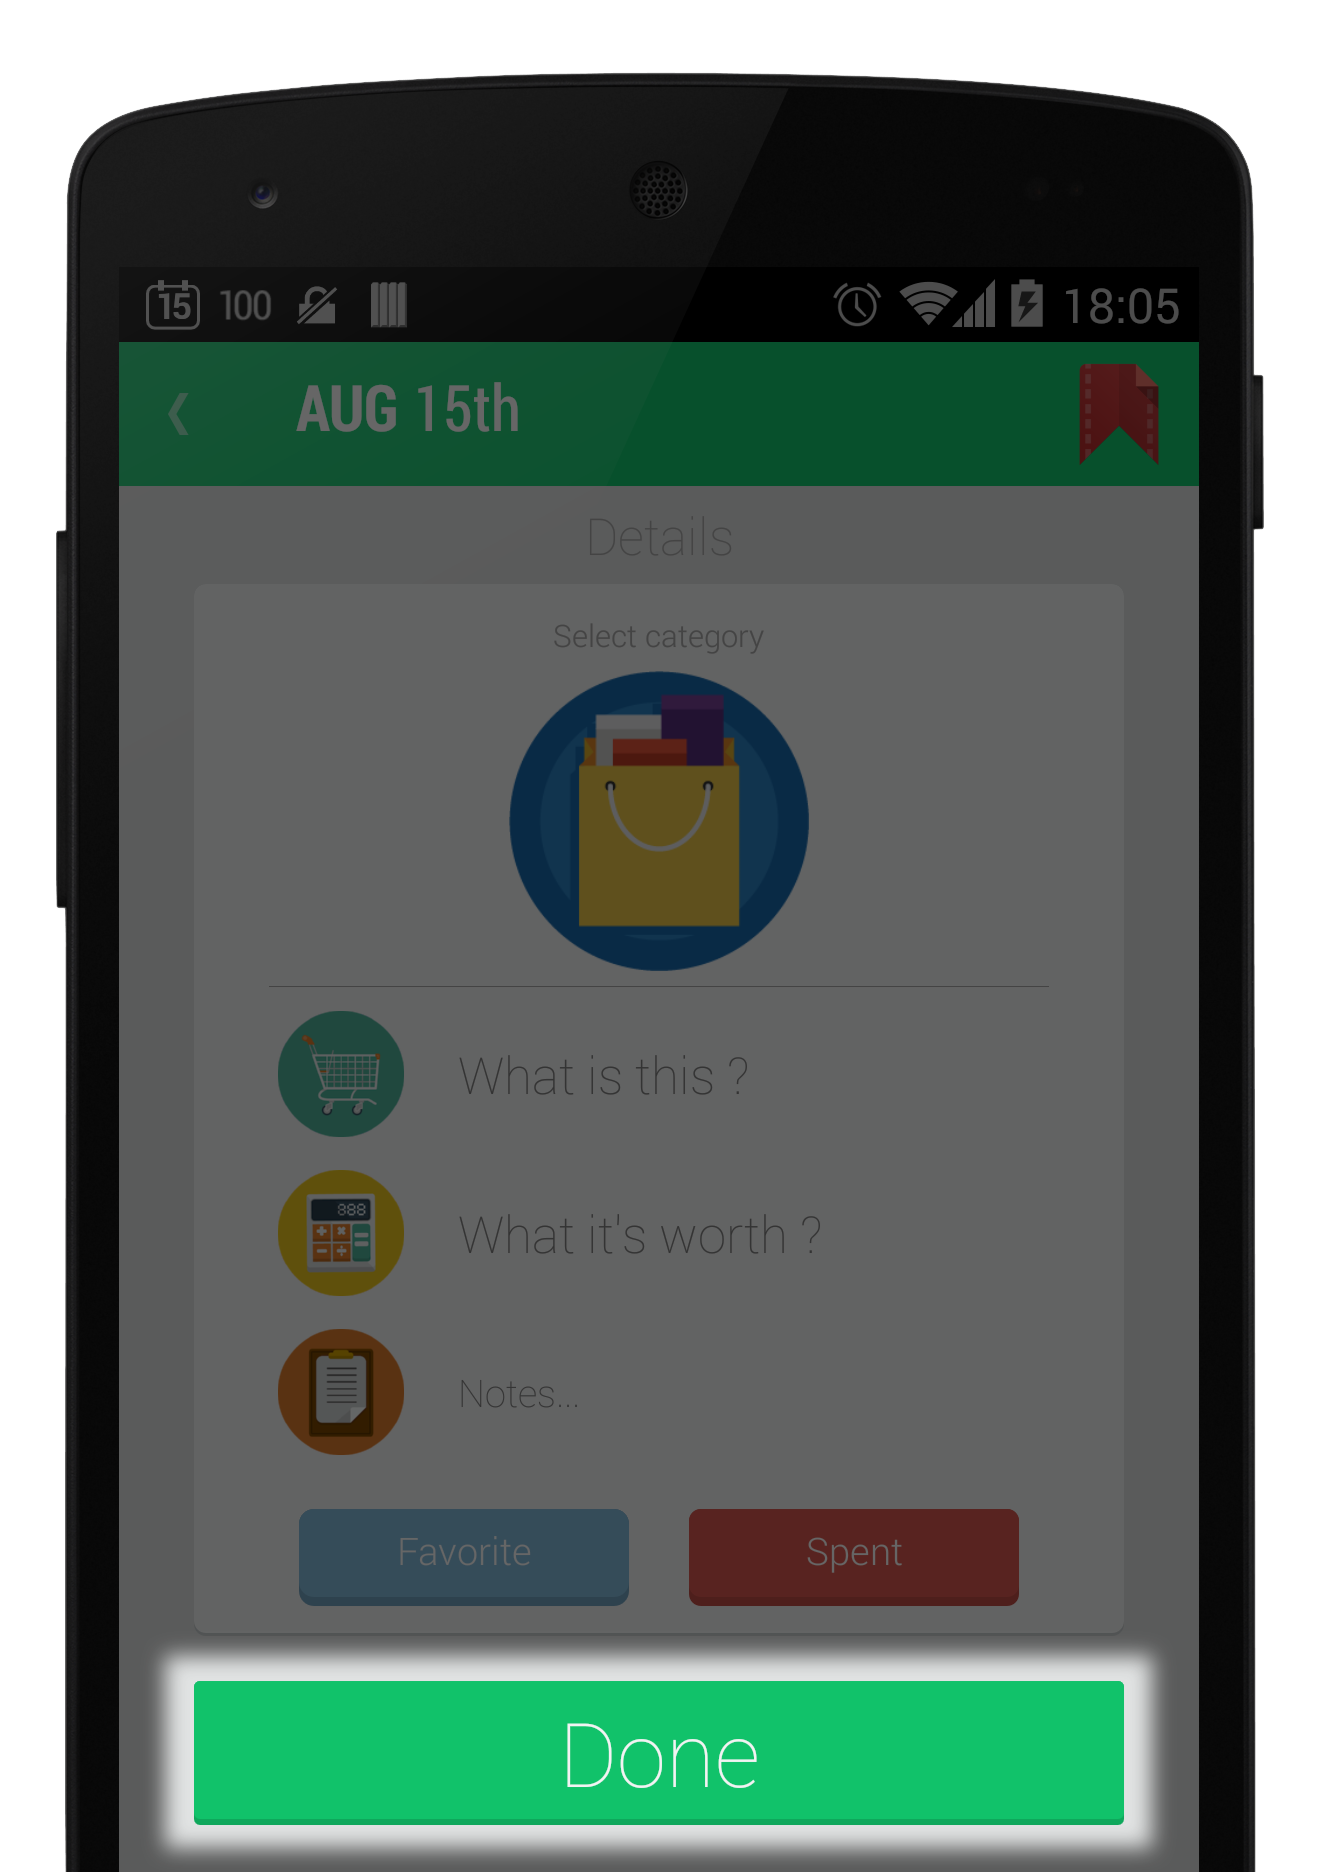 15 100 18:05
AUG 15th
Details
Select category
What is this ?
888
What it's worth ?
Notes...
Favorite Spent
Done